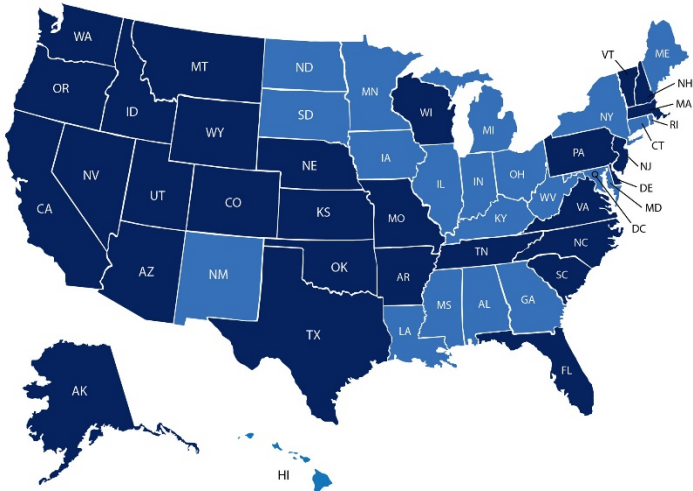 WA
MT
ND
MN
ME
VT
NH
MA
RI
CT
OR
ID
SD
WI
MI
NY
WY
NE
IA
PA
NJ
DE
MD
DC
NV
UT
CO
IL
IN
OH
WV
VA
CA
KS
MO
KY
NC
AZ
NM
OK
AR
TN
SC
TX
MS
AL
GA
LA
FL
AK
HI